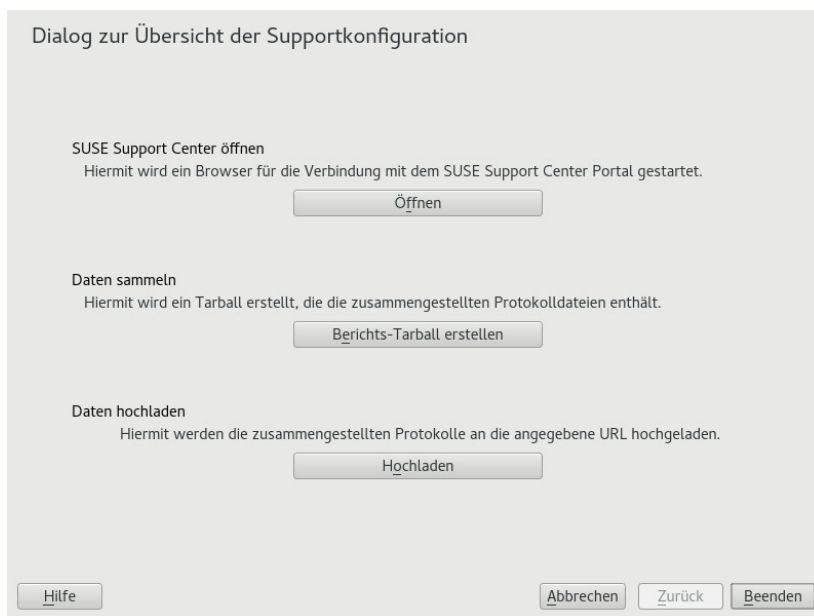 Dialog zur Übersicht der Supportkonfiguration
SUSE Support Center öffnen
Hiermit wird ein Browser für die Verbindung mit dem SUSE Support Center Portal gestartet.
Öffnen
Daten sammeln
Hiermit wird ein Tarball erstellt, die die zusammengestellten Protokolldateien enthält.
Berichts-Tarball erstellen
Daten hochladen
Hiermit werden die zusammengestellten Protokolle an die angegebene URL hochgeladen.
Hochladen
Hilfe Abbrechen Zurück Beenden